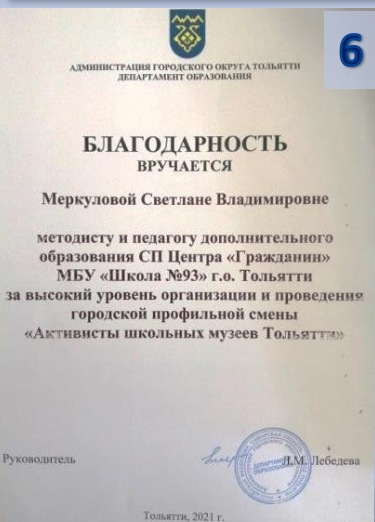 6
АДМИНИСТРАЦИЯ ГОРОДСКОГО ОКРУГА ТОЛЬЯТТИ
ДЕПАРТАМЕНТ ОБРАЗОВАНИЯ
БЛАГОДАРНОСТЬ
ВРУЧАЕТСЯ
Меркуловой Светлане Владимировне
методисту и педагогу дополнительного
образования СП Центра «Гражданин»
МБУ «Школа №93» г.о. Тольятти
за высокий уровень организации и проведения
городской профильной смены
«Активисты школьных музеев Тольятти»
Руководитель
Л.М. Лебедева
ДЕПАРТАМЕНТ
ОБРАЗОВАНИЯ
Тольятти, 2021 г.